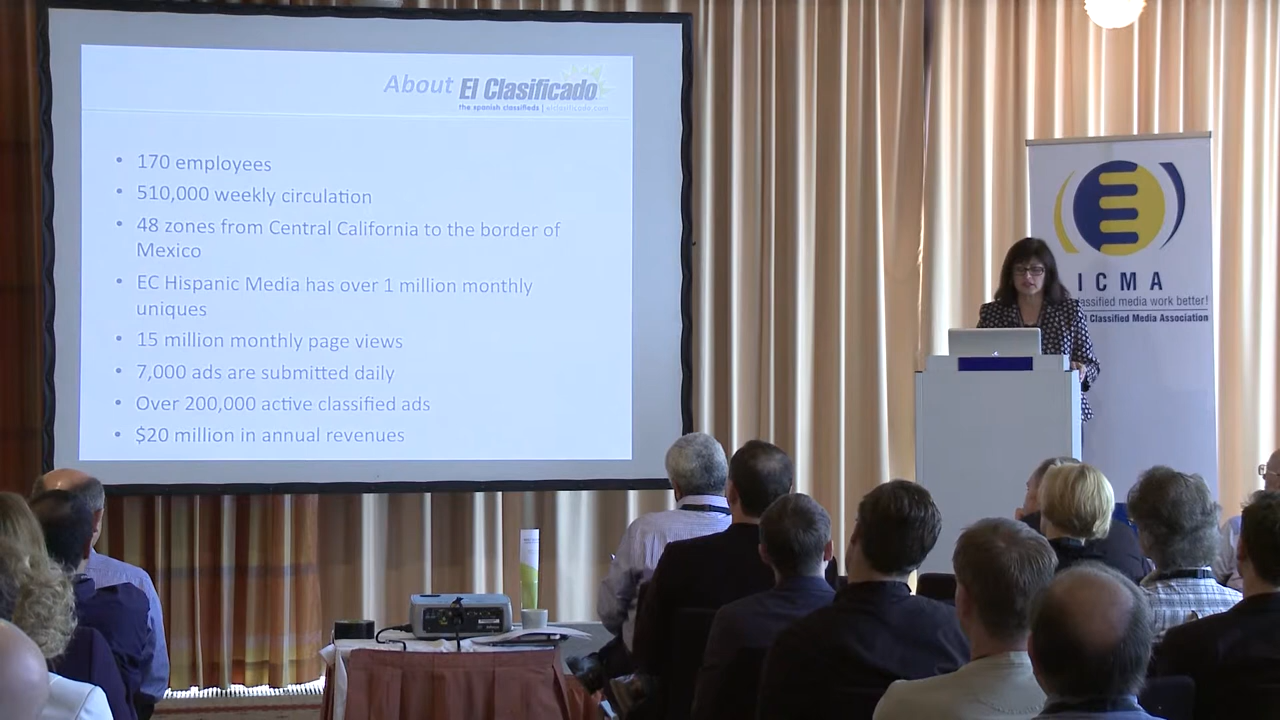 About El Clasificado
the spanish classifieds | elclasificado.com
• 170 employees
• 510,000 weekly circulation
• 48 zones from Central California to the border of
Mexico
• EC Hispanic Media has over 1 million monthly
uniques
• 15 million monthly page views
• 7,000 ads are submitted daily
• Over 200,000 active classified ads
• $20 million in annual revenues
ICMA
classified media work better!
l Classified Media Association